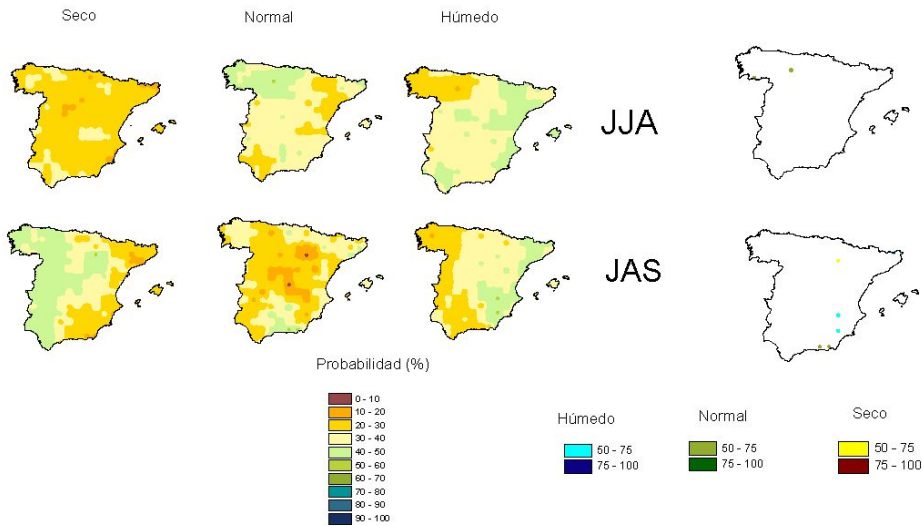 Seco
Normal
Húmedo
JJA
JAS
Probabilidad (%)
0 - 10
10 - 20
20 - 30
30 - 40
40 - 50
50 - 60
60 - 70
70 - 80
80 - 90
90 - 100
Húmedo
50 - 75
75 - 100
Normal
50 - 75
75 - 100
Seco
50 - 75
75 - 100